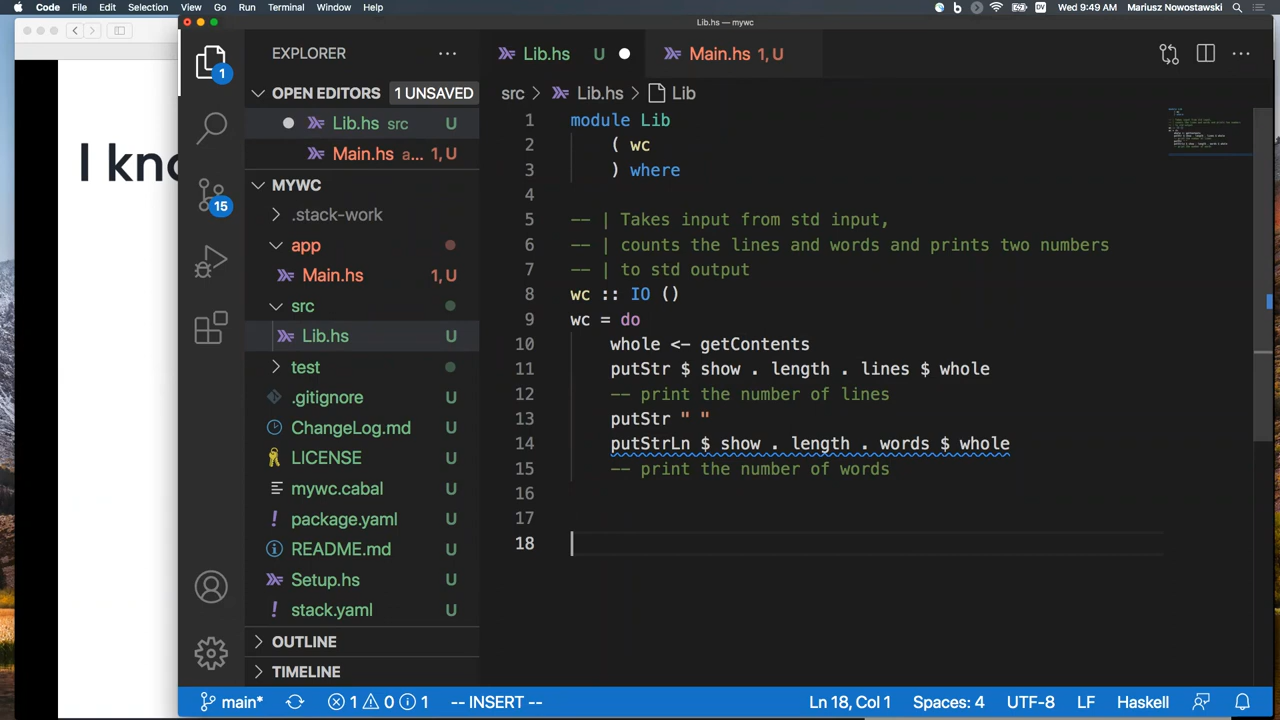 Code File Edit Selection View Go Run Terminal Window Help Wed 9:49 AM Mariusz Nowostawski
Lib.hs — mywc
I kno
EXPLORER
OPEN EDITORS 1 UNSAVED
Lib.hs src U
Main.hs a... 1, U
MYWC
.stack-work
app
Main.hs 1, U
src
Lib.hs U
test
.gitignore U
ChangeLog.md U
LICENSE U
mywc.cabal U
package.yaml U
README.md U
Setup.hs U
stack.yaml U
OUTLINE
TIMELINE
1
15
Lib.hs U Main.hs 1, U
src > Lib.hs > Lib
1 module Lib
2 ( wc
3 ) where
4
5 -- | Takes input from std input,
6 -- | counts the lines and words and prints two numbers
7 -- | to std output
8 wc :: IO ()
9 wc = do
10 whole <- getContents
11 putStr $ show . length . lines $ whole
12 -- print the number of lines
13 putStr " "
14 putStrLn $ show . length . words $ whole
15 -- print the number of words
16
17
18
main* 1 0 1 -- INSERT -- Ln 18, Col 1 Spaces: 4 UTF-8 LF Haskell